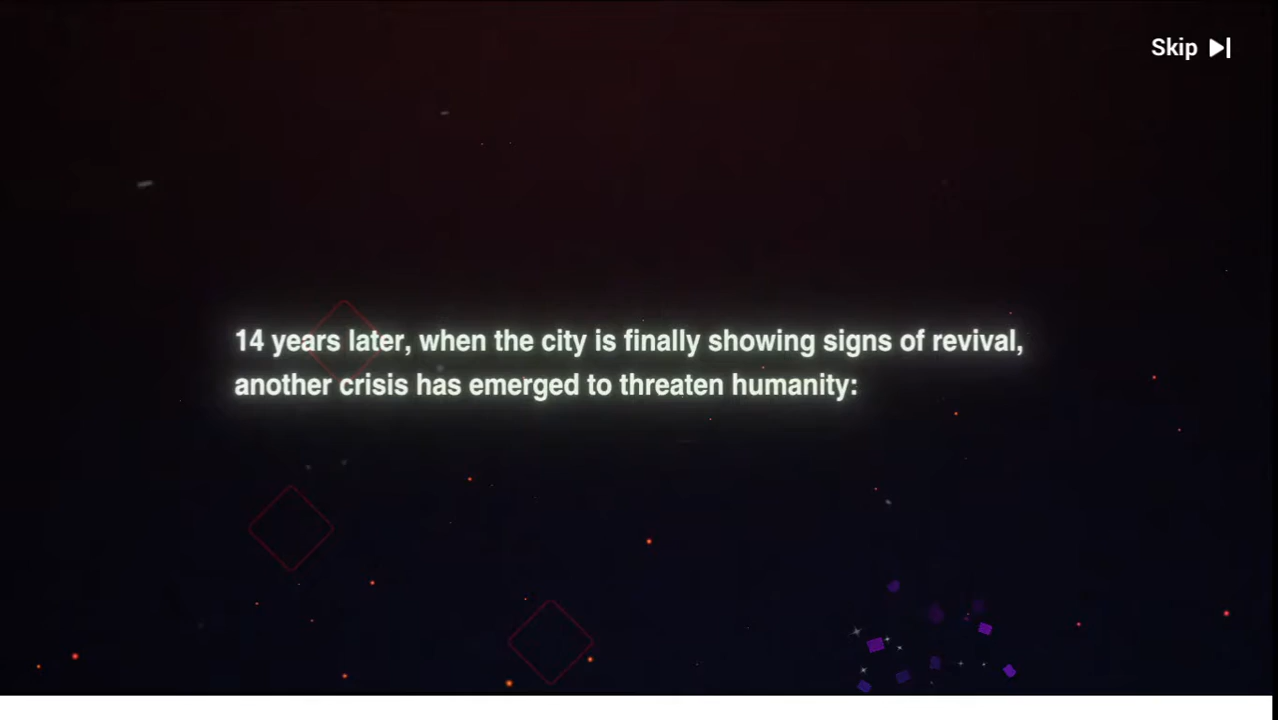 Skip
14 years later, when the city is finally showing signs of revival,
another crisis has emerged to threaten humanity: